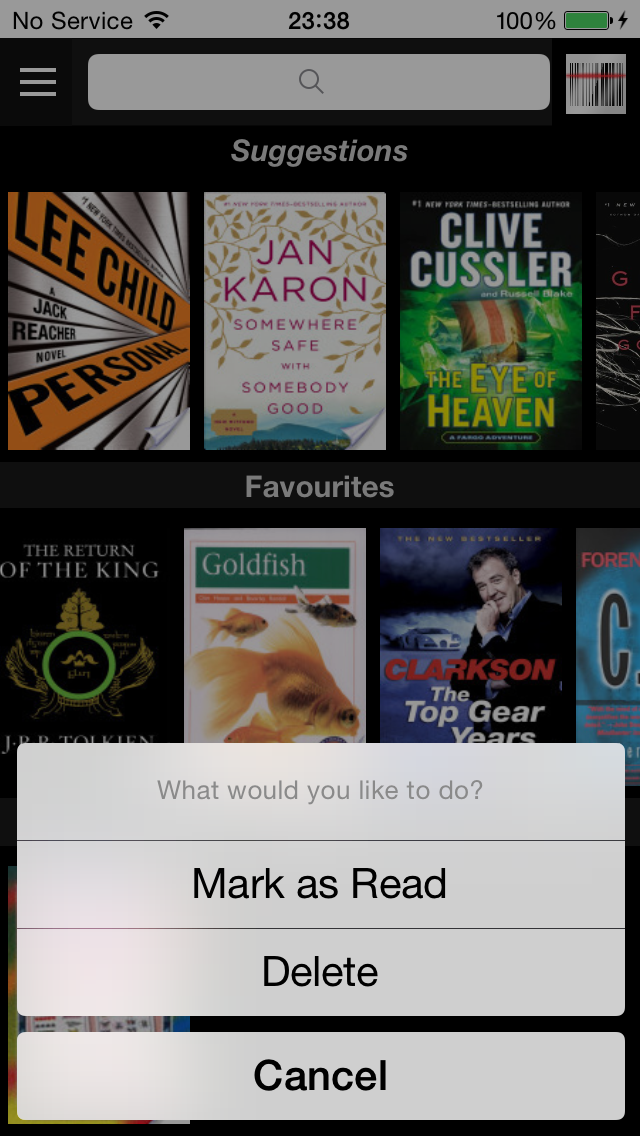 No Service 23:38 100%
Suggestions
#1 NEW YORK TIMES-BESTSELLING AUTHOR
LEE CHILD
A
JACK
REACHER
NOVEL
PERSONAL
#1 NEW YORK TIMES-BESTSELLING AUTHOR
JAN
KARON
SOMEWHERE
SAFE
WITH
SOMEBODY
GOOD
A
NEW MITFORD
NOVEL
#1 NEW YORK TIMES-BESTSELLING AUTHOR
CLIVE
CUSSLER
and Russell Blake
THE EYE OF
HEAVEN
A FARGO ADVENTURE
G
F
GO
Favourites
THE RETURN
OF THE KING
J·R·R·TOLKIEN
Goldfish
THE NEW BESTSELLER
CLARKSON
The
Top Gear
Years
FOREN
C.
What would you like to do?
Mark as Read
Delete
Cancel